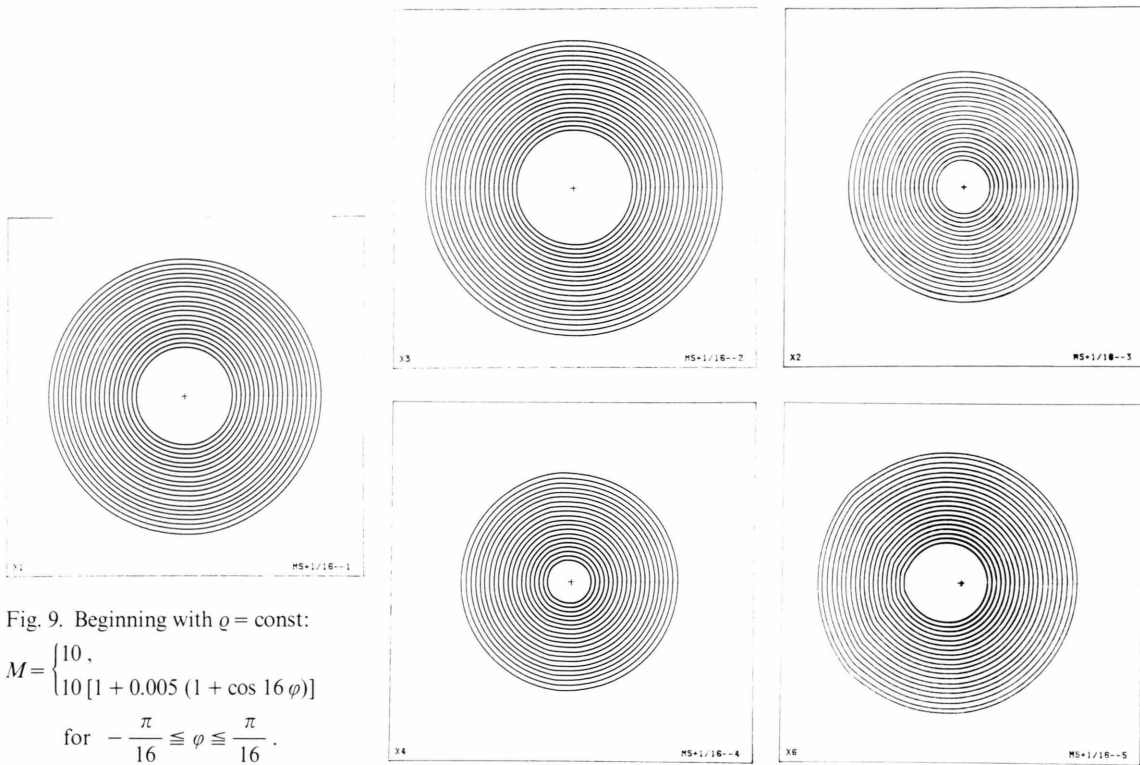 X1 MS+1/16--1
X3 MS+1/16--2
X2 MS+1/16--3
X4 MS+1/16--4
X6 MS+1/16--5
Fig. 9. Beginning with ϱ = const:
M = { 10 ,
10 [1 + 0.005 (1 + cos 16 φ)]
for − π/16 ≦ φ ≦ π/16 .